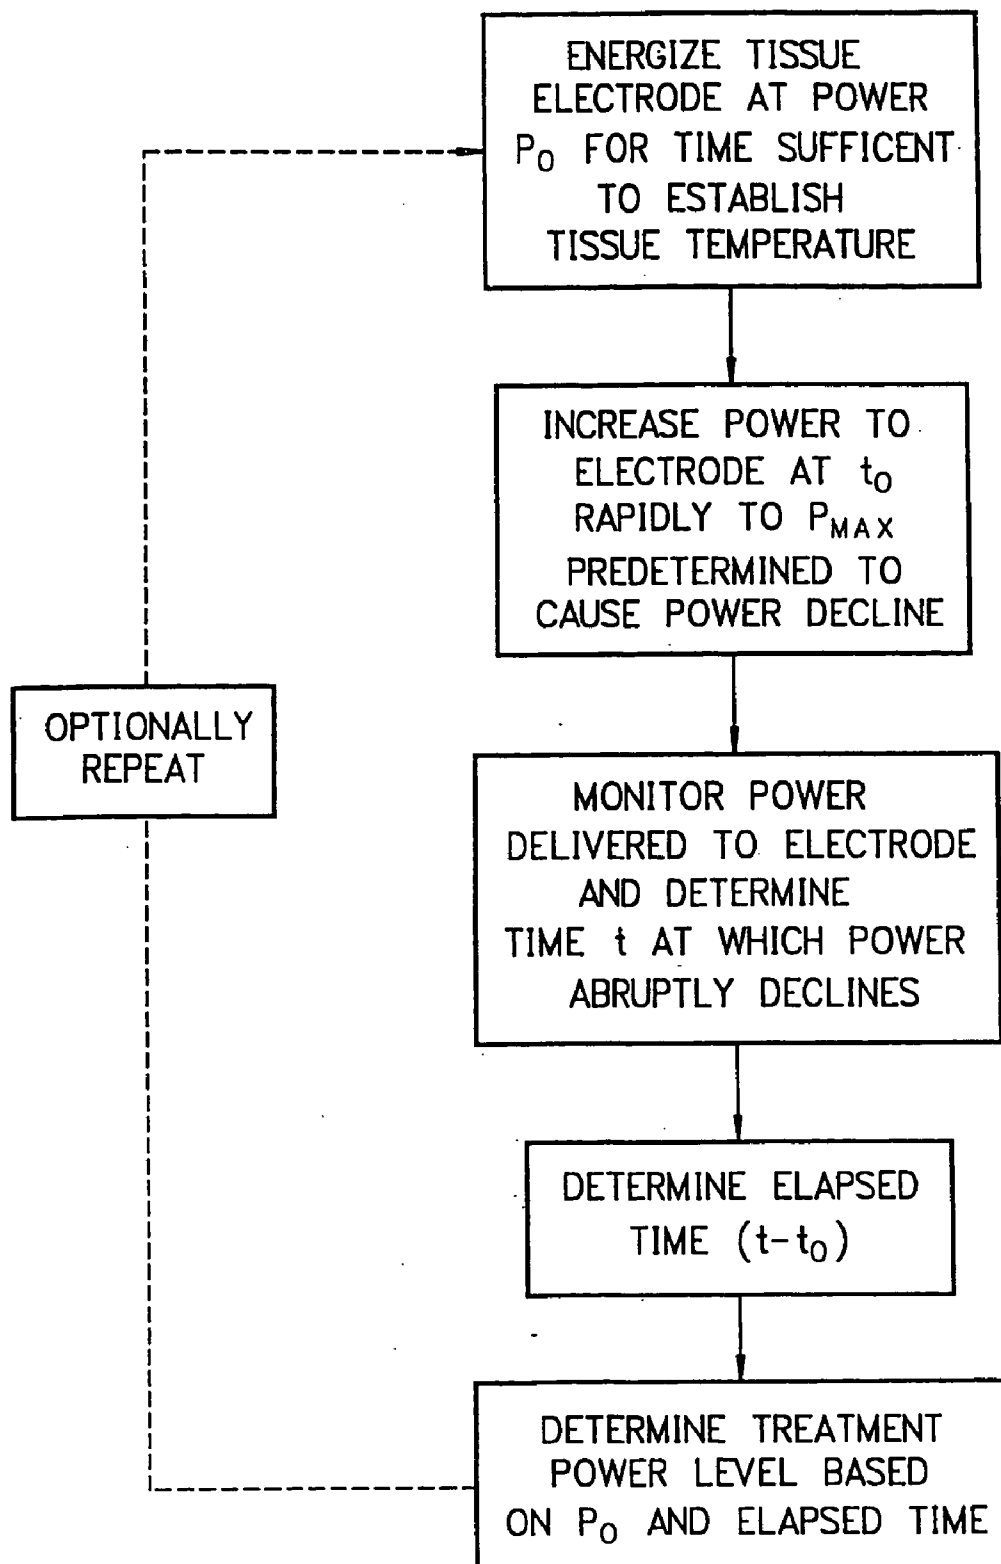 ENERGIZE TISSUE
ELECTRODE AT POWER
P₀ FOR TIME SUFFICENT
TO ESTABLISH
TISSUE TEMPERATURE
INCREASE POWER TO
ELECTRODE AT t₀
RAPIDLY TO P_MAX
PREDETERMINED TO
CAUSE POWER DECLINE
OPTIONALLY
REPEAT
MONITOR POWER
DELIVERED TO ELECTRODE
AND DETERMINE
TIME t AT WHICH POWER
ABRUPTLY DECLINES
DETERMINE ELAPSED
TIME (t-t₀)
DETERMINE TREATMENT
POWER LEVEL BASED
ON P₀ AND ELAPSED TIME